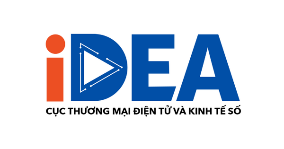 iDEA
CỤC THƯƠNG MẠI ĐIỆN TỬ VÀ KINH TẾ SỐ